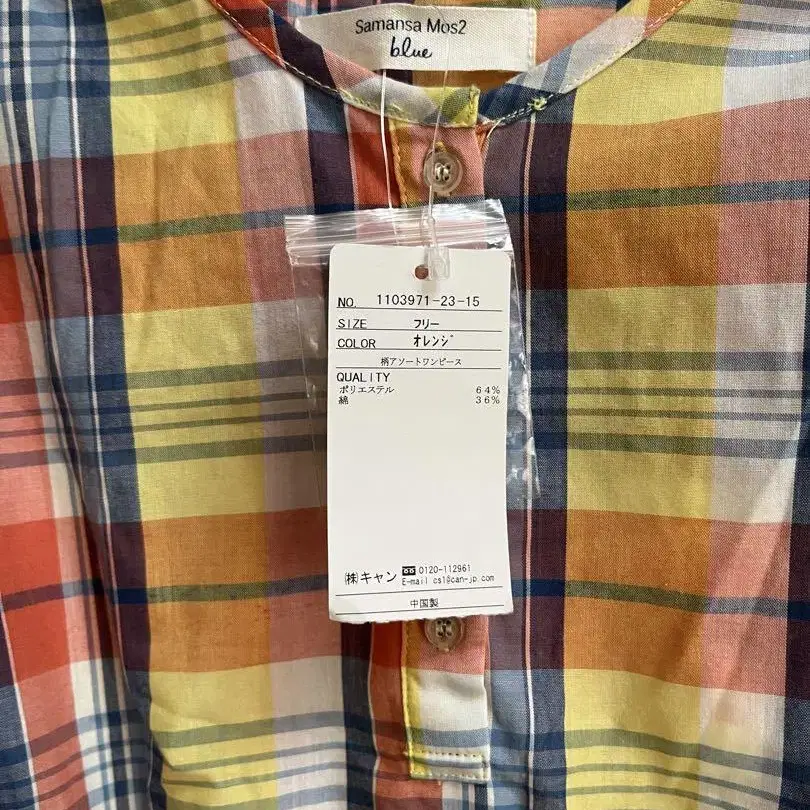 Samansa Mos2
blue
NO. 1103971-23-15
SIZE フリー
COLOR オレンジ
柄アソートワンピース
QUALITY
ポリエステル 64%
綿 36%
㈱キャン 0120-112961
E-mail cs1@can-jp.com
中国製